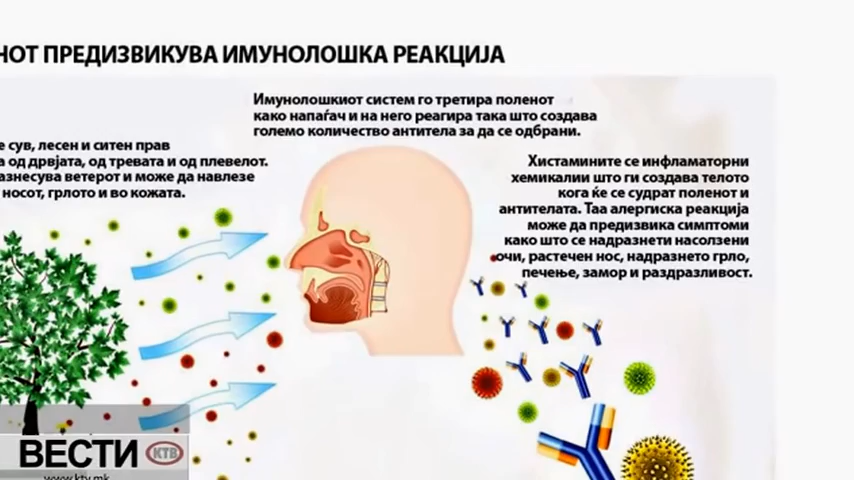 НОТ ПРЕДИЗВИКУВА ИМУНОЛОШКА РЕАКЦИЈА
Имунолошкиот систем го третира поленот
како напаѓач и на него реагира така што создава
големо количество антитела за да се одбрани.
е сув, лесен и ситен прав
а од дрвјата, од тревата и од плевелот.
азнесува ветерот и може да навлезе
носот, грлото и во кожата.
Хистамините се инфламаторни
хемикалии што ги создава телото
кога ќе се судрат поленот и
антителата. Таа алергиска реакција
може да предизвика симптоми
како што се надразнети насолзени
очи, растечен нос, надразнето грло,
печење, замор и раздразливост.
ВЕСТИ КТВ
www.ktv.mk